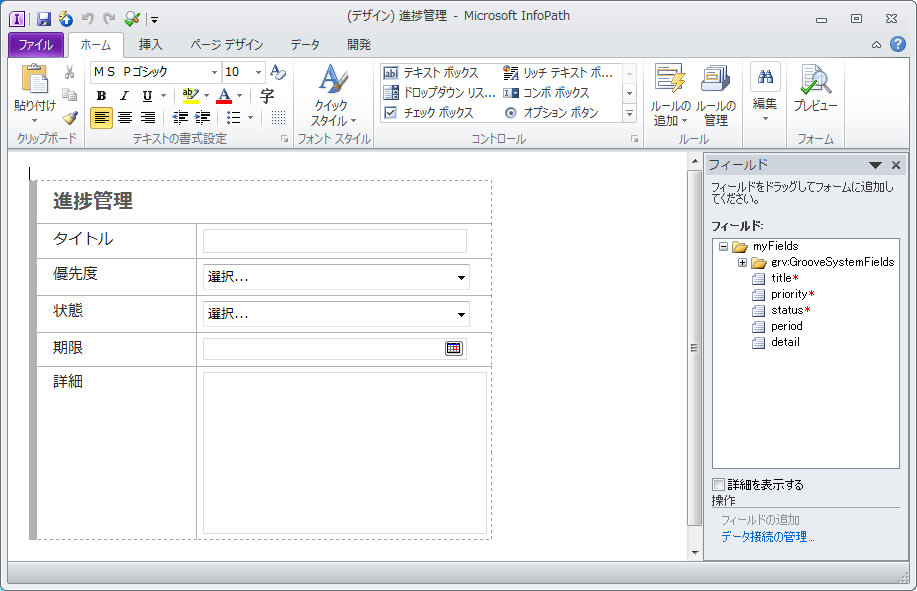 (デザイン) 進捗管理 - Microsoft InfoPath
ファイル ホーム 挿入 ページ デザイン データ 開発
貼り付け
クリップボード
ＭＳ Ｐゴシック 10
B I U ab A 字
テキストの書式設定
クイック
スタイル
フォント スタイル
テキスト ボックス リッチ テキスト ボ...
ドロップダウン リス... コンボ ボックス
チェック ボックス オプション ボタン
コントロール
ルールの
追加
ルールの
管理
ルール
編集
プレビュー
フォーム
進捗管理
タイトル
優先度 選択...
状態 選択...
期限
詳細
フィールド
フィールドをドラッグしてフォームに追加し
てください。
フィールド:
myFields
grv:GrooveSystemFields
title*
priority*
status*
period
detail
詳細を表示する
操作
フィールドの追加
データ接続の管理...